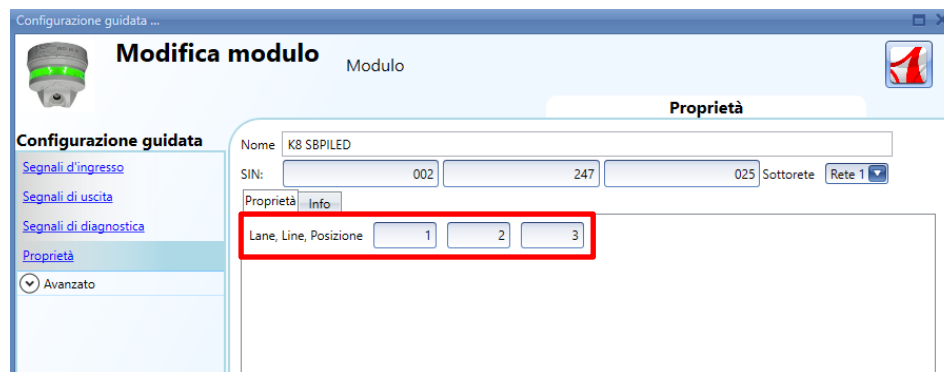 Configurazione guidata ...
Modifica modulo
Modulo
Proprietà
Configurazione guidata
Segnali d'ingresso
Segnali di uscita
Segnali di diagnostica
Proprietà
Avanzato
Nome K8 SBPILED
SIN: 002 247 025 Sottorete Rete 1
Proprietà Info
Lane, Line, Posizione 1 2 3